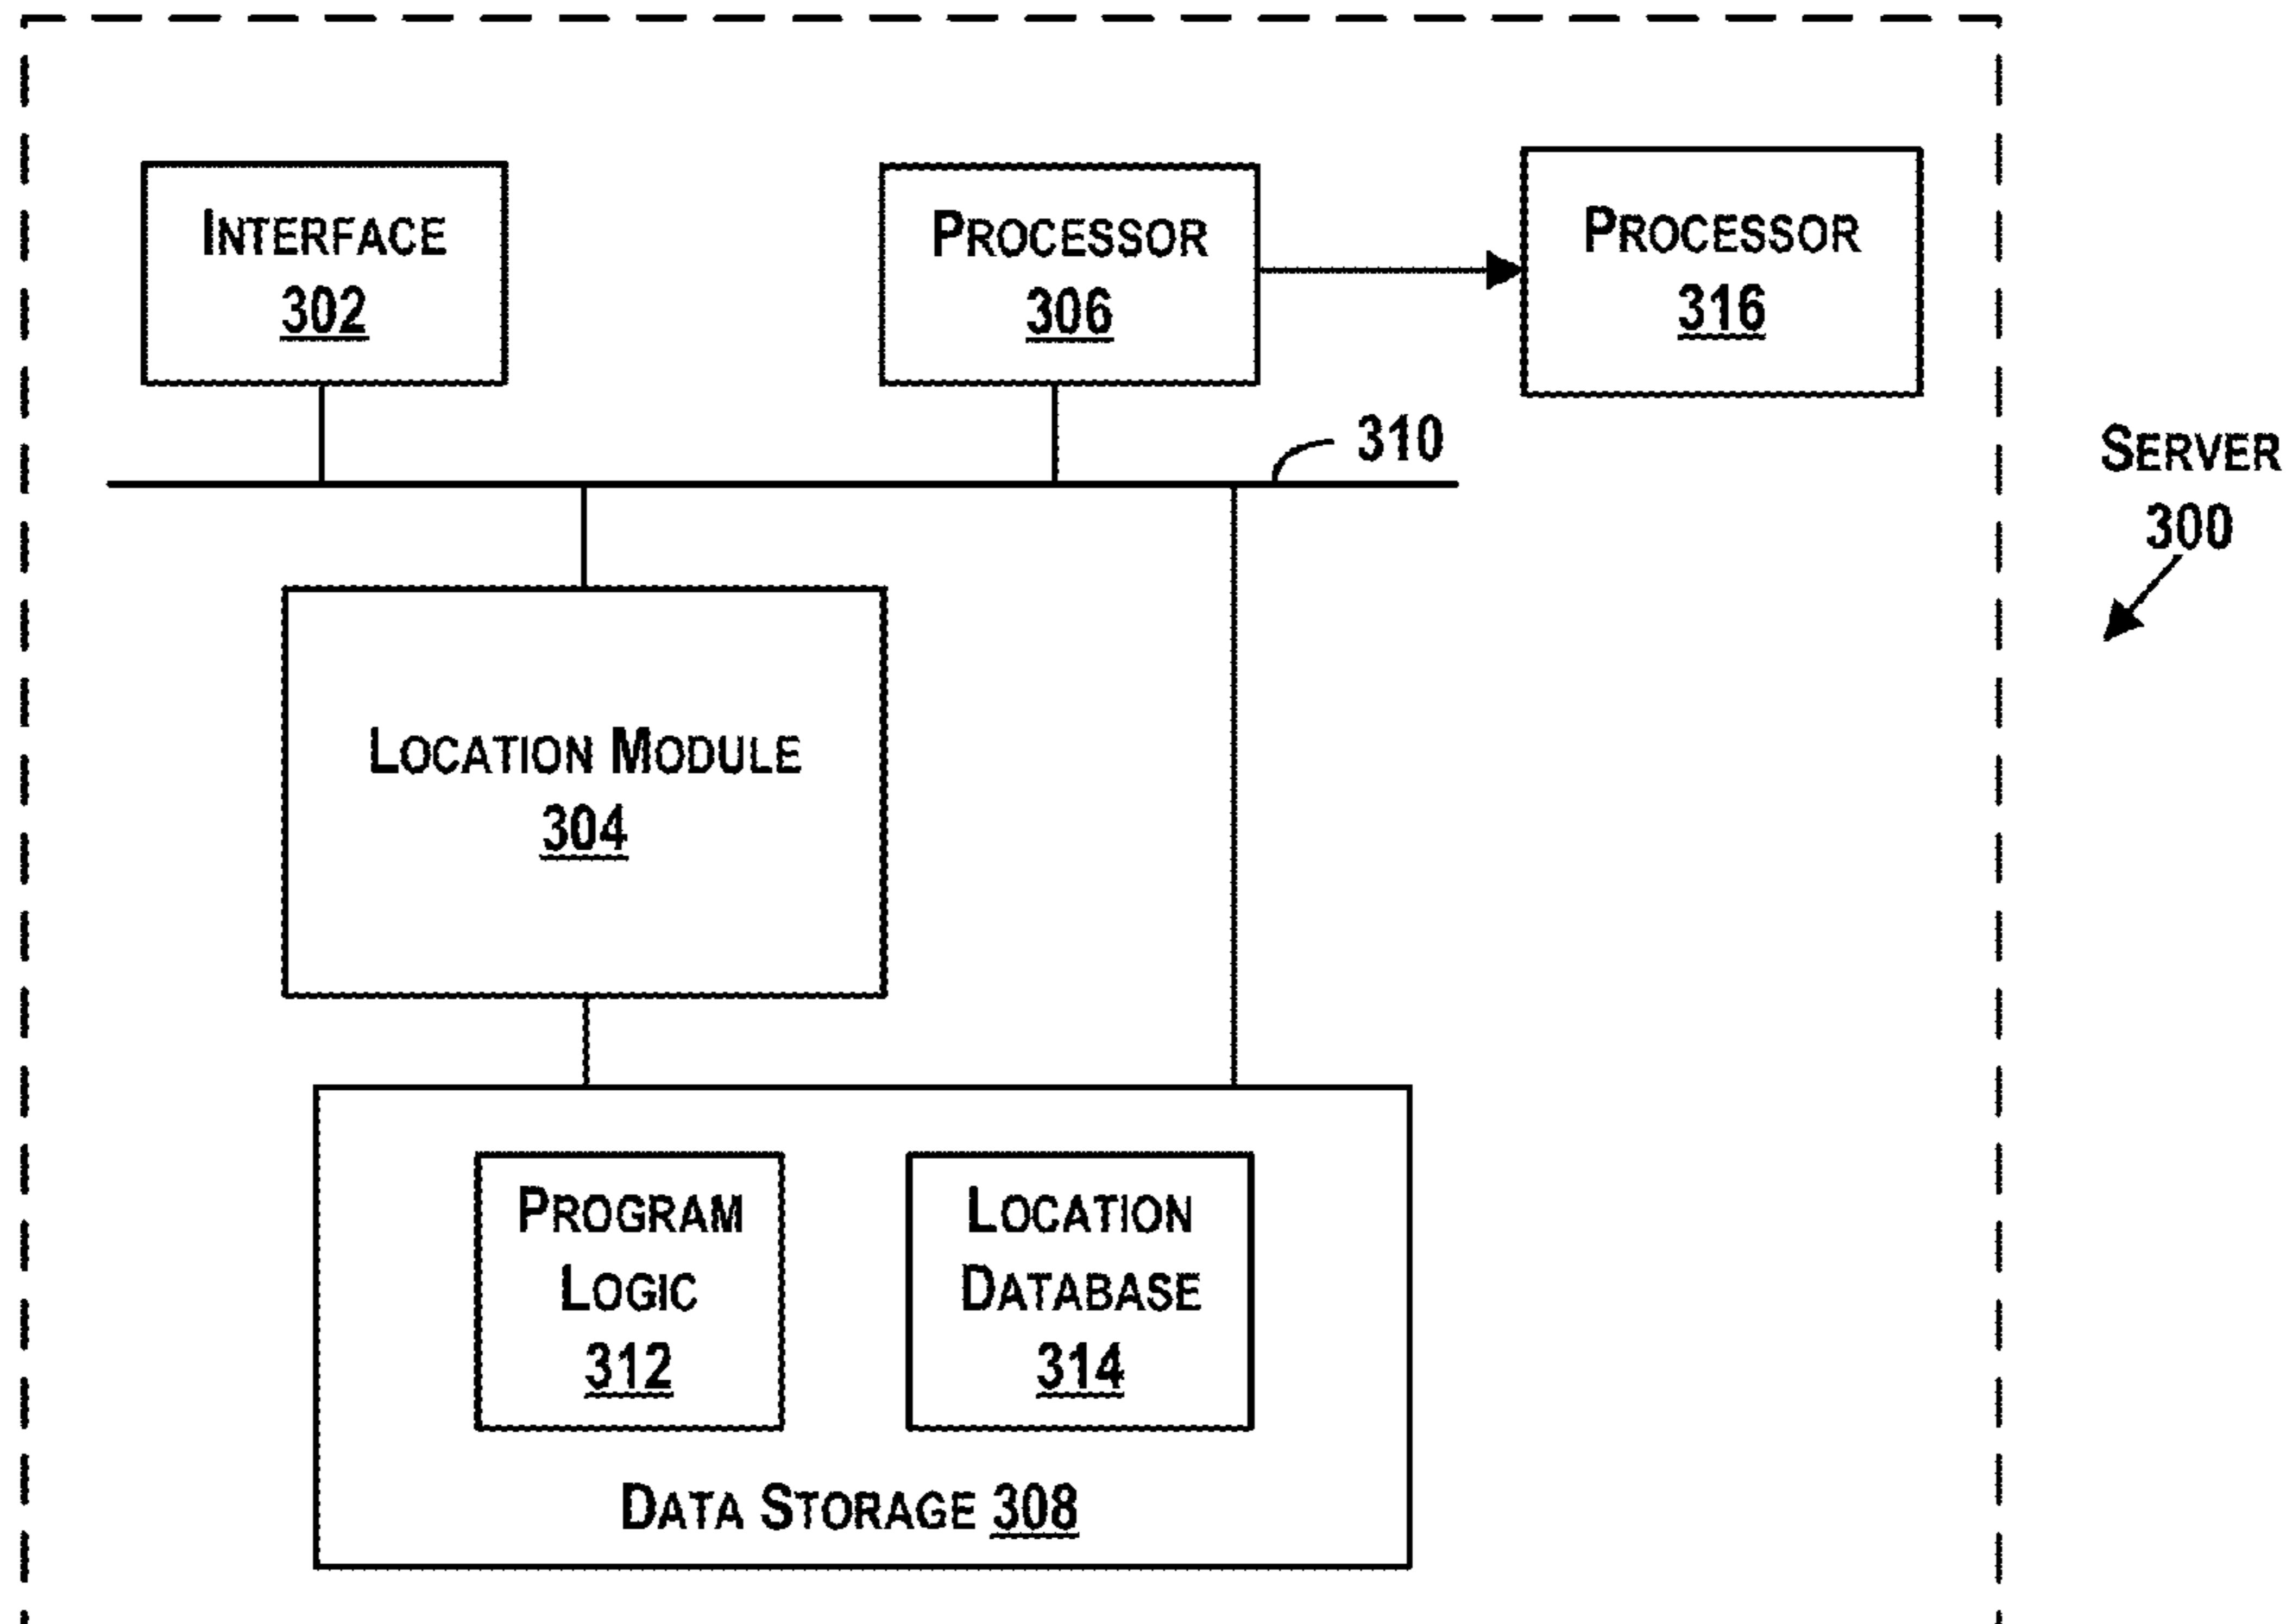 INTERFACE
302
PROCESSOR
306
PROCESSOR
316
310
SERVER
300
LOCATION MODULE
304
PROGRAM
LOGIC
312
LOCATION
DATABASE
314
DATA STORAGE 308